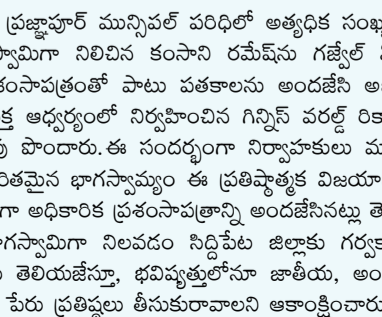 ప్రజ్ఞాపూర్ మున్సిపల్ పరిధిలో అత్యధిక సంఖ్య
స్వామిగా నిలిచిన కంసాని రమేష్‌ను గజ్వేల్
శంసాపత్రంతో పాటు పతకాలను అందజేసి అ
క్త ఆధ్వర్యంలో నిర్వహించిన గిన్నిస్ వరల్డ్ రికా
పు పొందారు. ఈ సందర్భంగా నిర్వాహకులు మ
రితమైన భాగస్వామ్యం ఈ ప్రతిష్ఠాత్మక విజయా
గా అధికారిక ప్రశంసాపత్రాన్ని అందజేసినట్లు తె
గస్వామిగా నిలవడం సిద్దిపేట జిల్లాకు గర్వక
తెలియజేస్తూ, భవిష్యత్తులోనూ జాతీయ, అం
పేరు ప్రతిష్ఠలు తీసుకురావాలని ఆకాంక్షించారు